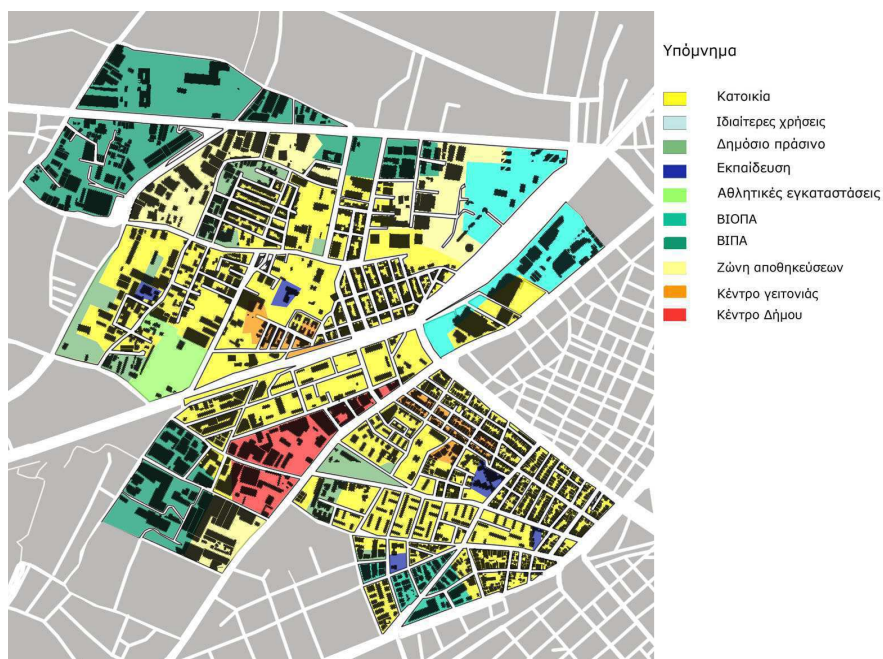 Υπόμνημα
Κατοικία
Ιδιαίτερες χρήσεις
Δημόσιο πράσινο
Εκπαίδευση
Αθλητικές εγκαταστάσεις
ΒΙΟΠΑ
ΒΙΠΑ
Ζώνη αποθηκεύσεων
Κέντρο γειτονιάς
Κέντρο Δήμου